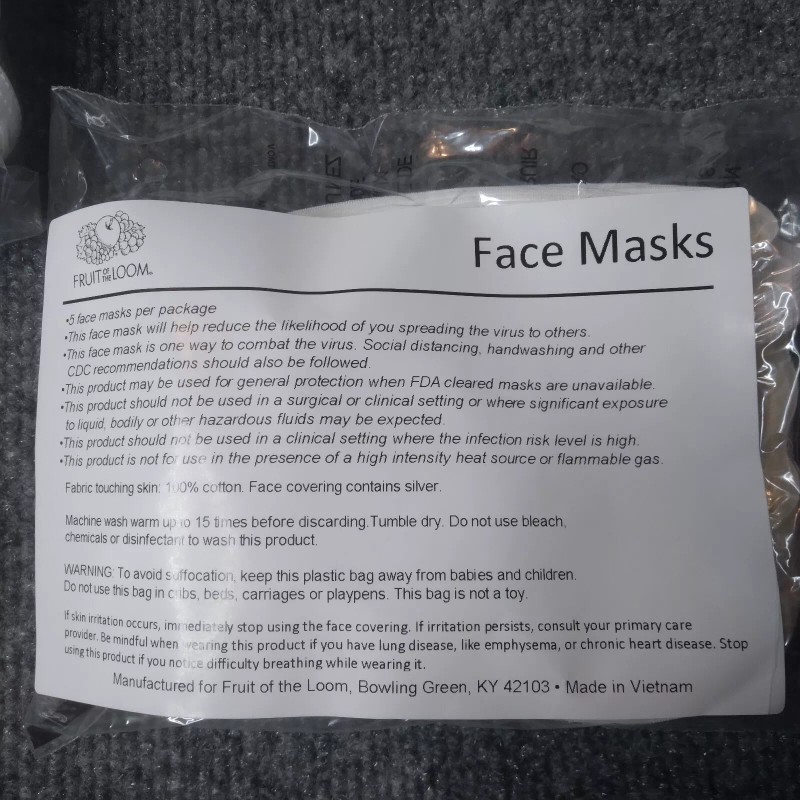 FRUIT OF THE LOOM
Face Masks
•5 face masks per package
•This face mask will help reduce the likelihood of you spreading the virus to others.
•This face mask is one way to combat the virus. Social distancing, handwashing and other
CDC recommendations should also be followed.
•This product may be used for general protection when FDA cleared masks are unavailable.
•This product should not be used in a surgical or clinical setting or where significant exposure
to liquid, bodily or other hazardous fluids may be expected.
•This product should not be used in a clinical setting where the infection risk level is high.
•This product is not for use in the presence of a high intensity heat source or flammable gas.
Fabric touching skin: 100% cotton. Face covering contains silver.
Machine wash warm up to 15 times before discarding. Tumble dry. Do not use bleach,
chemicals or disinfectant to wash this product.
WARNING: To avoid suffocation, keep this plastic bag away from babies and children.
Do not use this bag in cribs, beds, carriages or playpens. This bag is not a toy.
If skin irritation occurs, immediately stop using the face covering. If irritation persists, consult your primary care
provider. Be mindful when wearing this product if you have lung disease, like emphysema, or chronic heart disease. Stop
using this product if you notice difficulty breathing while wearing it.
Manufactured for Fruit of the Loom, Bowling Green, KY 42103 • Made in Vietnam